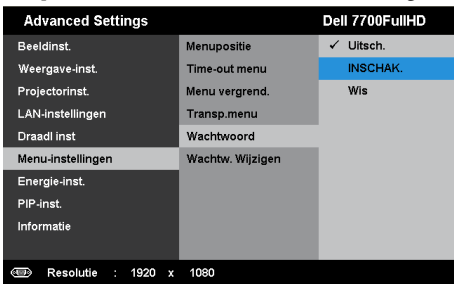 Advanced Settings Dell 7700FullHD
Beeldinst. Menupositie ✓ Uitsch.
Weergave-inst. Time-out menu INSCHAK.
Projectorinst. Menu vergrend. Wis
LAN-instellingen Transp.menu
Draadl inst Wachtwoord
Menu-instellingen Wachtw. Wijzigen
Energie-inst.
PIP-inst.
Informatie
Resolutie : 1920 x 1080